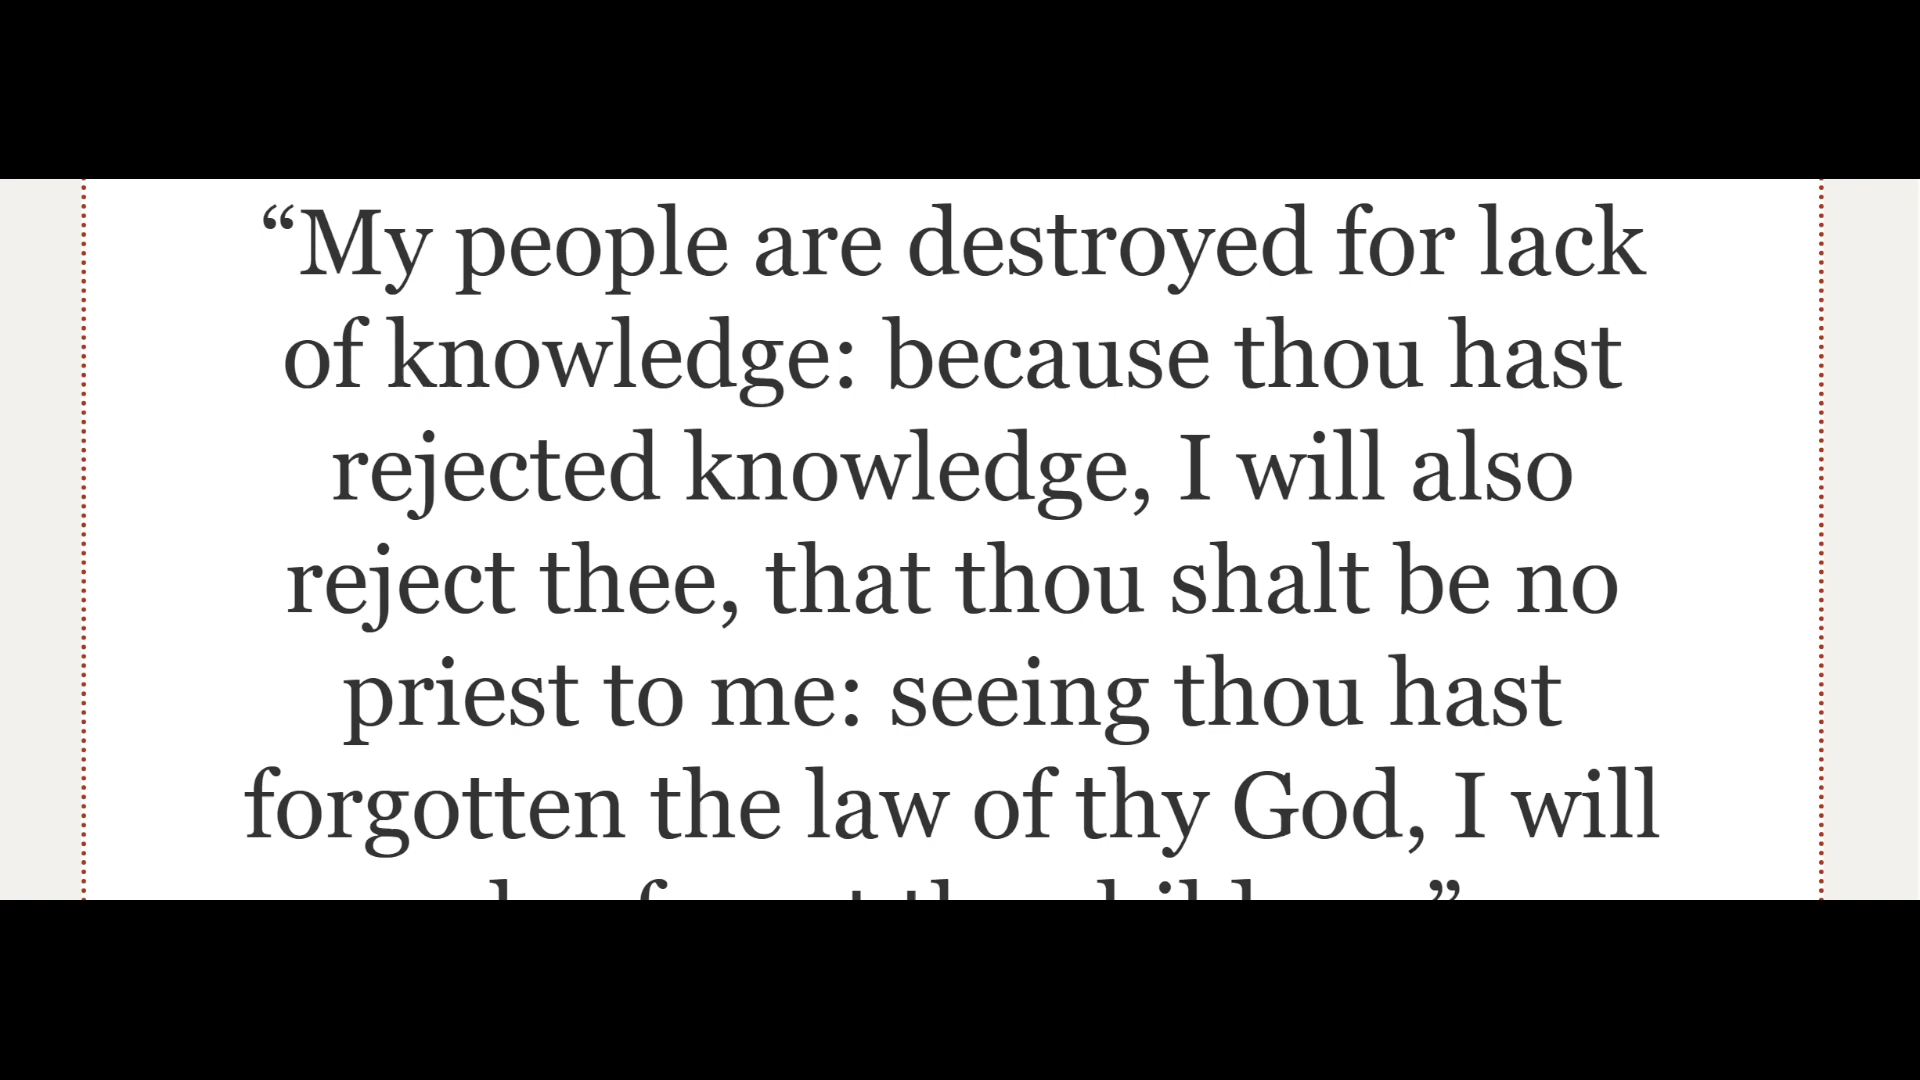 “My people are destroyed for lack
of knowledge: because thou hast
rejected knowledge, I will also
reject thee, that thou shalt be no
priest to me: seeing thou hast
forgotten the law of thy God, I will